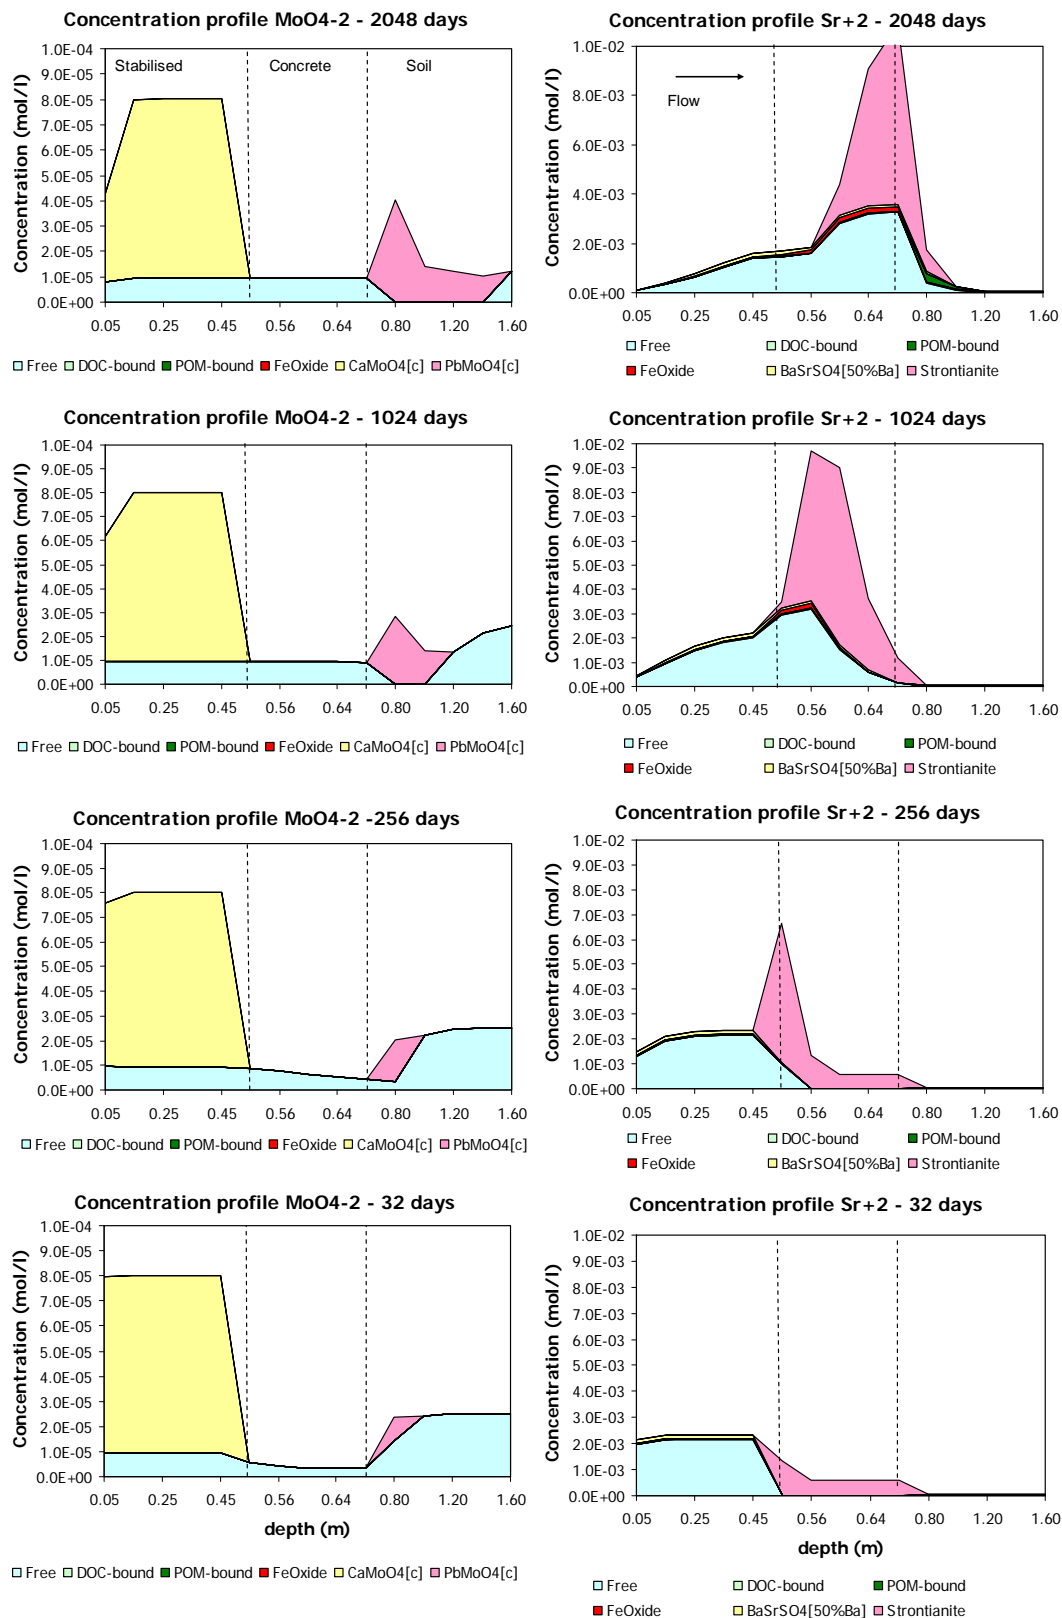 Concentration profile MoO4-2 - 2048 days
Concentration (mol/l)
1.0E-04
9.0E-05
8.0E-05
7.0E-05
6.0E-05
5.0E-05
4.0E-05
3.0E-05
2.0E-05
1.0E-05
0.0E+00
Stabilised Concrete Soil
0.05 0.25 0.45 0.56 0.64 0.80 1.20 1.60
Free DOC-bound POM-bound FeOxide CaMoO4[c] PbMoO4[c]
Concentration profile Sr+2 - 2048 days
Concentration (mol/l)
1.0E-02
8.0E-03
6.0E-03
4.0E-03
2.0E-03
0.0E+00
Flow
0.05 0.25 0.45 0.56 0.64 0.80 1.20 1.60
Free DOC-bound POM-bound
FeOxide BaSrSO4[50%Ba] Strontianite
Concentration profile MoO4-2 - 1024 days
Concentration (mol/l)
1.0E-04
9.0E-05
8.0E-05
7.0E-05
6.0E-05
5.0E-05
4.0E-05
3.0E-05
2.0E-05
1.0E-05
0.0E+00
0.05 0.25 0.45 0.56 0.64 0.80 1.20 1.60
Free DOC-bound POM-bound FeOxide CaMoO4[c] PbMoO4[c]
Concentration profile Sr+2 - 1024 days
Concentration (mol/l)
1.0E-02
9.0E-03
8.0E-03
7.0E-03
6.0E-03
5.0E-03
4.0E-03
3.0E-03
2.0E-03
1.0E-03
0.0E+00
0.05 0.25 0.45 0.56 0.64 0.80 1.20 1.60
Free DOC-bound POM-bound
FeOxide BaSrSO4[50%Ba] Strontianite
Concentration profile MoO4-2 -256 days
Concentration (mol/l)
1.0E-04
9.0E-05
8.0E-05
7.0E-05
6.0E-05
5.0E-05
4.0E-05
3.0E-05
2.0E-05
1.0E-05
0.0E+00
0.05 0.25 0.45 0.56 0.64 0.80 1.20 1.60
Free DOC-bound POM-bound FeOxide CaMoO4[c] PbMoO4[c]
Concentration profile Sr+2 - 256 days
Concentration (mol/l)
1.0E-02
9.0E-03
8.0E-03
7.0E-03
6.0E-03
5.0E-03
4.0E-03
3.0E-03
2.0E-03
1.0E-03
0.0E+00
0.05 0.25 0.45 0.56 0.64 0.80 1.20 1.60
Free DOC-bound POM-bound
FeOxide BaSrSO4[50%Ba] Strontianite
Concentration profile MoO4-2 - 32 days
Concentration (mol/l)
1.0E-04
9.0E-05
8.0E-05
7.0E-05
6.0E-05
5.0E-05
4.0E-05
3.0E-05
2.0E-05
1.0E-05
0.0E+00
0.05 0.25 0.45 0.56 0.64 0.80 1.20 1.60
depth (m)
Free DOC-bound POM-bound FeOxide CaMoO4[c] PbMoO4[c]
Concentration profile Sr+2 - 32 days
Concentration (mol/l)
1.0E-02
9.0E-03
8.0E-03
7.0E-03
6.0E-03
5.0E-03
4.0E-03
3.0E-03
2.0E-03
1.0E-03
0.0E+00
0.05 0.25 0.45 0.56 0.64 0.80 1.20 1.60
depth (m)
Free DOC-bound POM-bound
FeOxide BaSrSO4[50%Ba] Strontianite